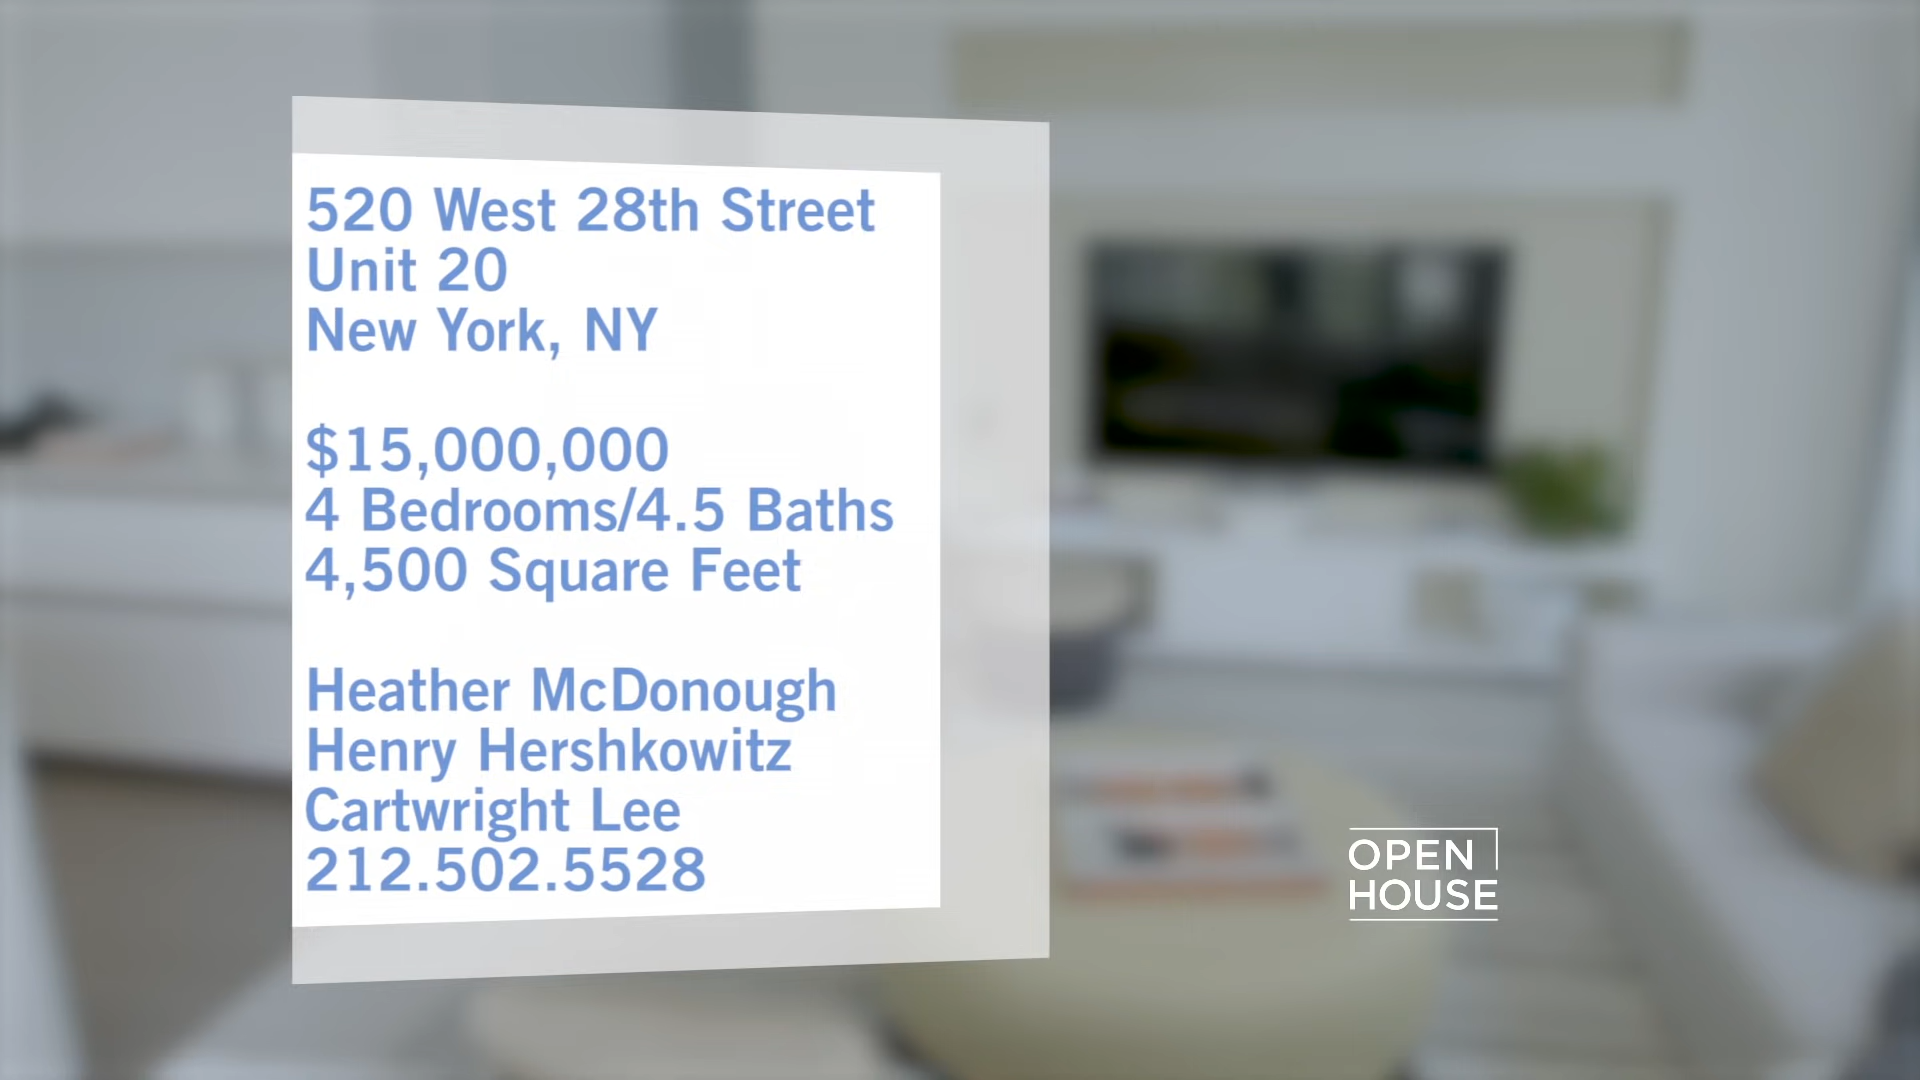 520 West 28th Street
Unit 20
New York, NY
$15,000,000
4 Bedrooms/4.5 Baths
4,500 Square Feet
Heather McDonough
Henry Hershkowitz
Cartwright Lee
212.502.5528
OPEN
HOUSE